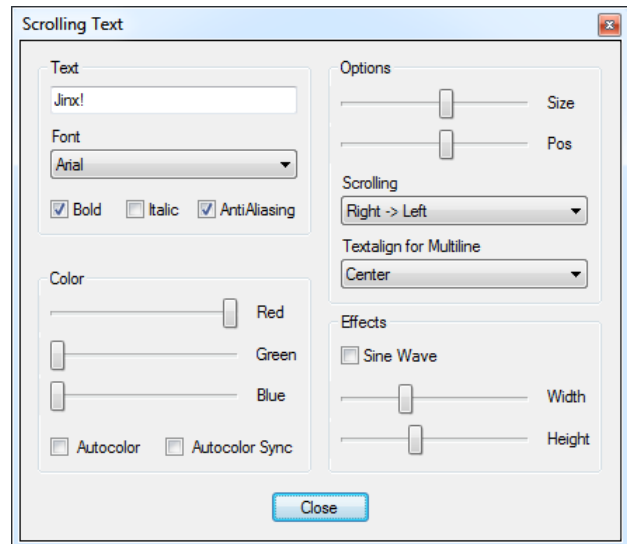 Scrolling Text
Text
Jinx!
Font
Arial
Bold
Italic
AntiAliasing
Color
Red
Green
Blue
Autocolor
Autocolor Sync
Options
Size
Pos
Scrolling
Right -> Left
Textalign for Multiline
Center
Effects
Sine Wave
Width
Height
Close